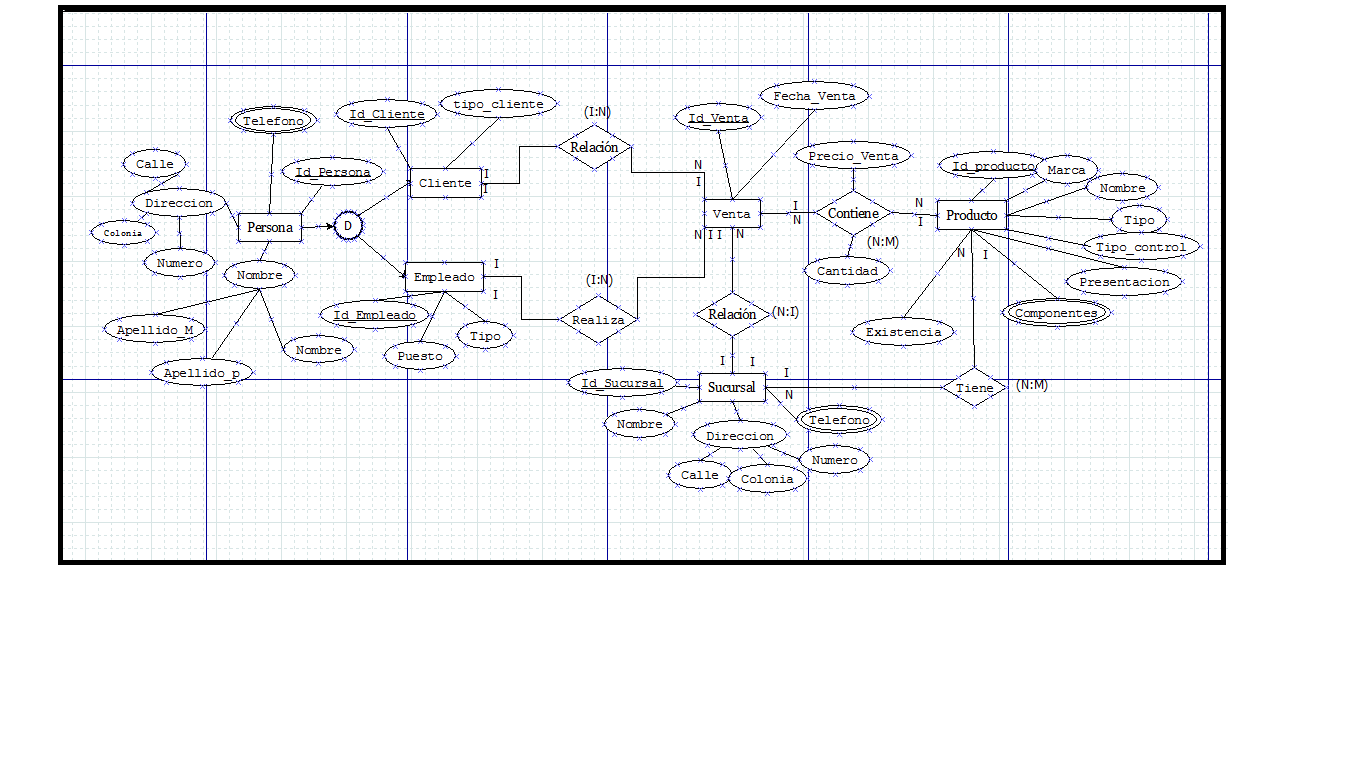 Fecha_Venta
tipo_cliente
Id_Cliente
(I:N)
Id_Venta
Telefono
Relación
Precio_Venta
Calle
Id_Persona
Id_producto
Marca
N
I
Cliente
I
I
Nombre
Direccion
I
N
Venta
Contiene
N
I
Producto
Tipo
Colonia
Persona
D
N
I
I
N
(N:M)
Tipo_control
Numero
Nombre
Empleado
I
I
(I:N)
Cantidad
N
I
Presentacion
Id_Empleado
Realiza
Relación
(N:I)
Componentes
Apellido_M
Tipo
Existencia
Nombre
Puesto
I
I
Apellido_p
Id_Sucursal
Sucursal
I
N
Tiene
(N:M)
Nombre
Telefono
Direccion
Numero
Calle
Colonia